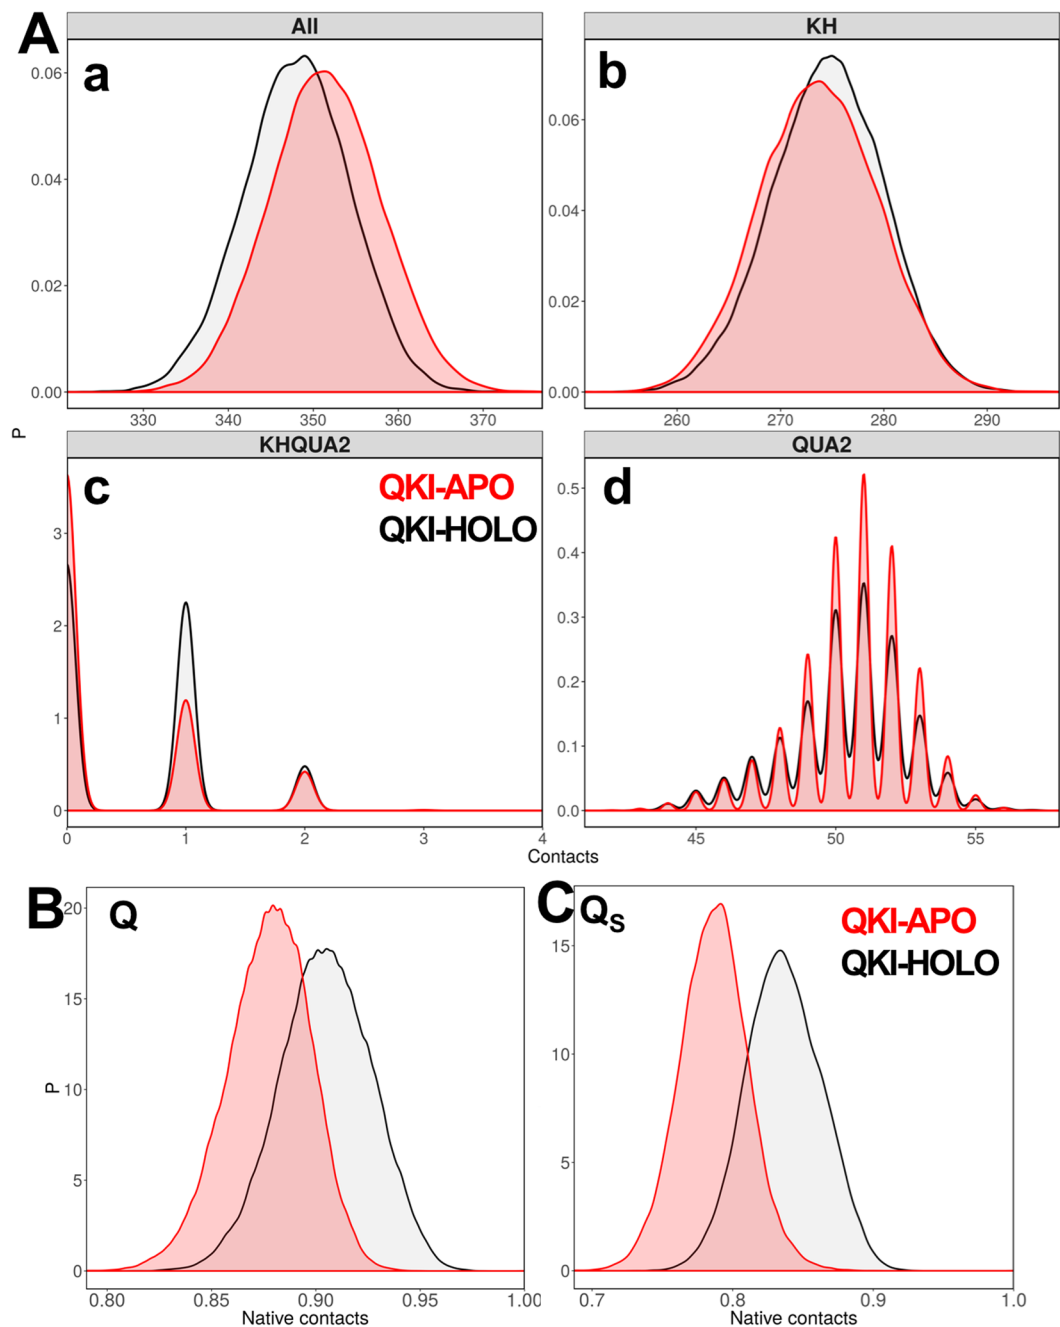 A
All
KH
a
b
0.06
0.04
0.02
0.00
0.06
0.04
0.02
0.00
330 340 350 360 370
260 270 280 290
P
KHQUA2
QUA2
c
QKI-APO
QKI-HOLO
d
3
2
1
0
0.5
0.4
0.3
0.2
0.1
0.0
0 1 2 3 4
45 50 55
Contacts
B
Q
C
QS
QKI-APO
QKI-HOLO
20
15
10
5
0
P
15
10
5
0
0.80 0.85 0.90 0.95 1.00
0.7 0.8 0.9 1.0
Native contacts
Native contacts